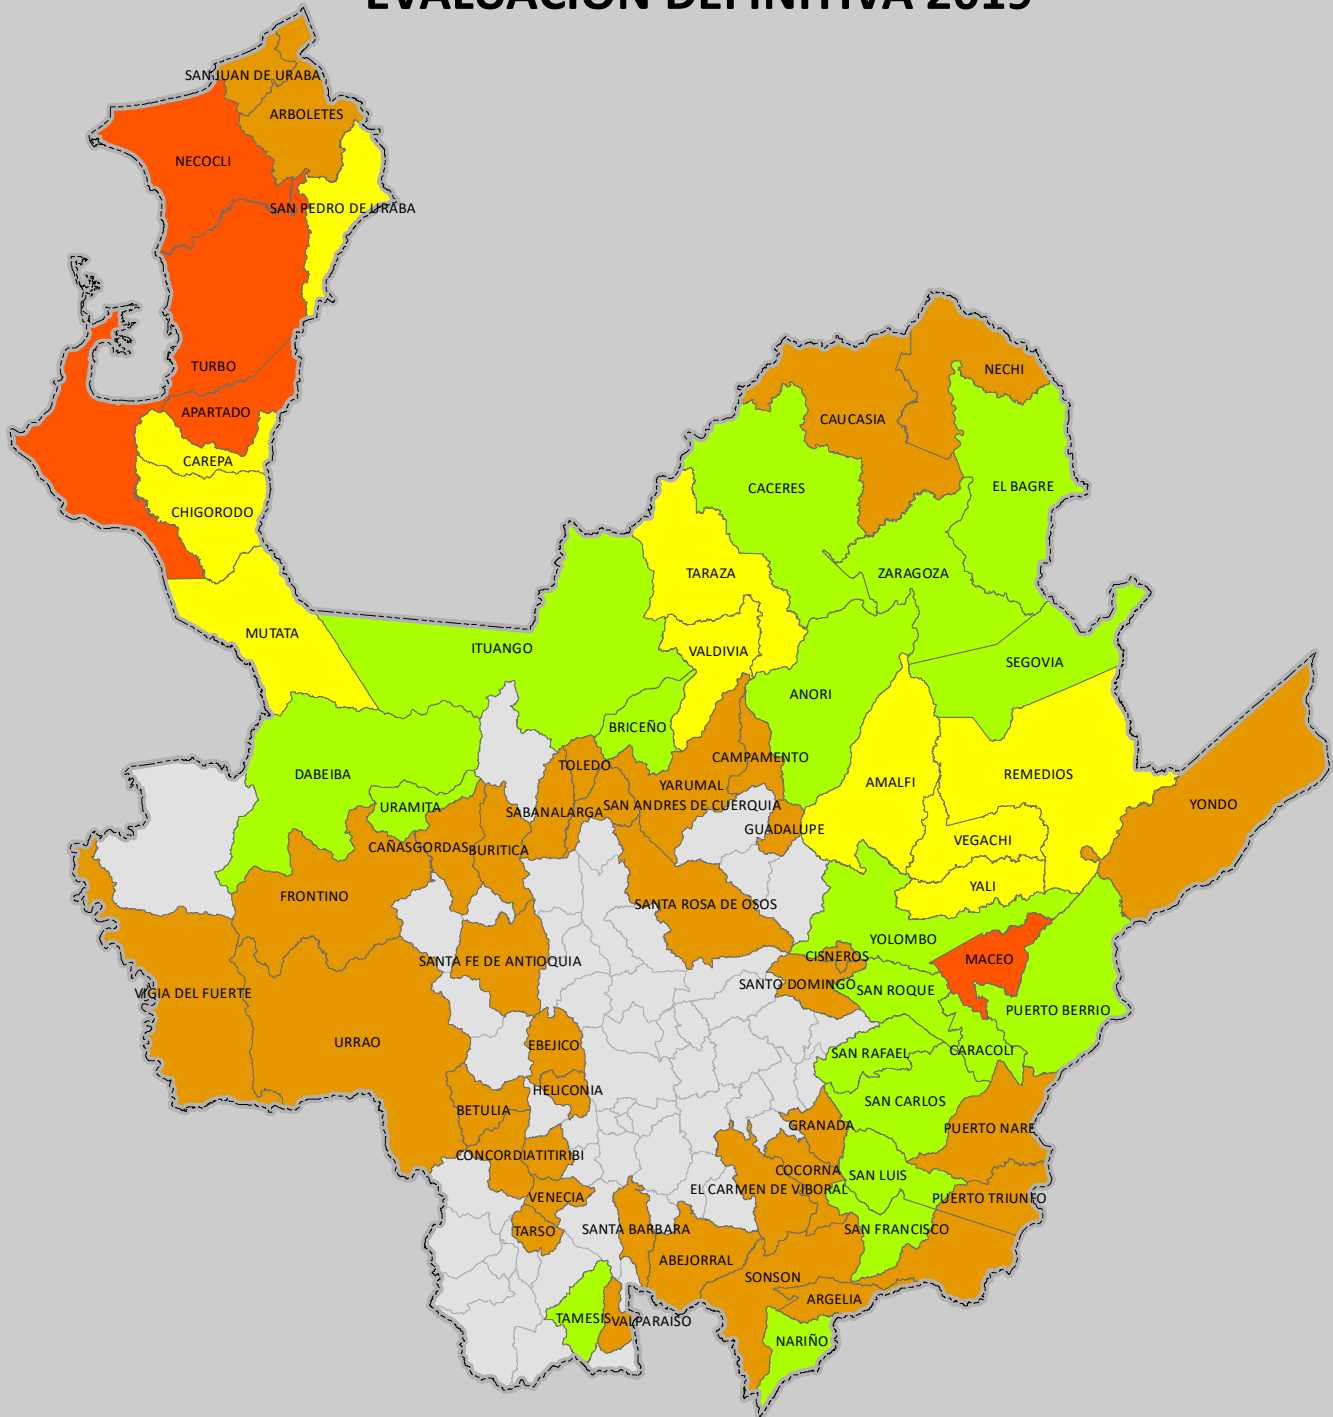 EVALUACIÓN DEFINITIVA 2015
SAN JUAN DE URABA
ARBOLETES
NECOCLI
SAN PEDRO DE URABA
TURBO
NECHI
APARTADO
CAUCASIA
CAREPA
CACERES
EL BAGRE
CHIGORODO
TARAZA
ZARAGOZA
MUTATA
ITUANGO
VALDIVIA
SEGOVIA
ANORI
BRICEÑO
CAMPAMENTO
TOLEDO
DABEIBA
REMEDIOS
AMALFI
YARUMAL
YONDO
SAN ANDRES DE CUERQUIA
URAMITA
SABANALARGA
GUADALUPE
VEGACHI
CAÑASGORDAS
BURITICA
YALI
FRONTINO
SANTA ROSA DE OSOS
YOLOMBO
CISNEROS
MACEO
SANTA FE DE ANTIOQUIA
SANTO DOMINGO
SAN ROQUE
VIGIA DEL FUERTE
PUERTO BERRIO
URRAO
EBEJICO
CARACOLI
SAN RAFAEL
HELICONIA
SAN CARLOS
BETULIA
GRANADA
PUERTO NARE
CONCORDIA
TITIRIBI
COCORNA
SAN LUIS
EL CARMEN DE VIBORAL
VENECIA
PUERTO TRIUNFO
TARSO
SANTA BARBARA
SAN FRANCISCO
ABEJORRAL
SONSON
ARGELIA
TAMESIS
VALPARAISO
NARIÑO